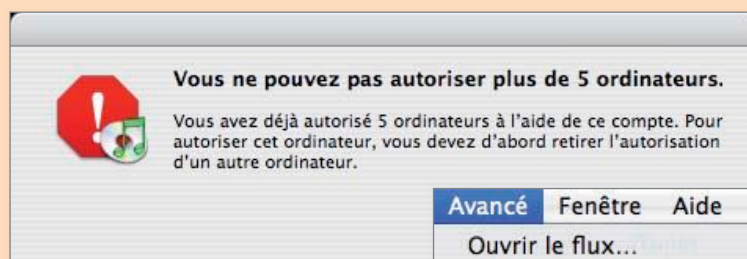 Vous ne pouvez pas autoriser plus de 5 ordinateurs.
Vous avez déjà autorisé 5 ordinateurs à l'aide de ce compte. Pour
autoriser cet ordinateur, vous devez d'abord retirer l'autorisation
d'un autre ordinateur.
Avancé Fenêtre Aide
Ouvrir le flux...